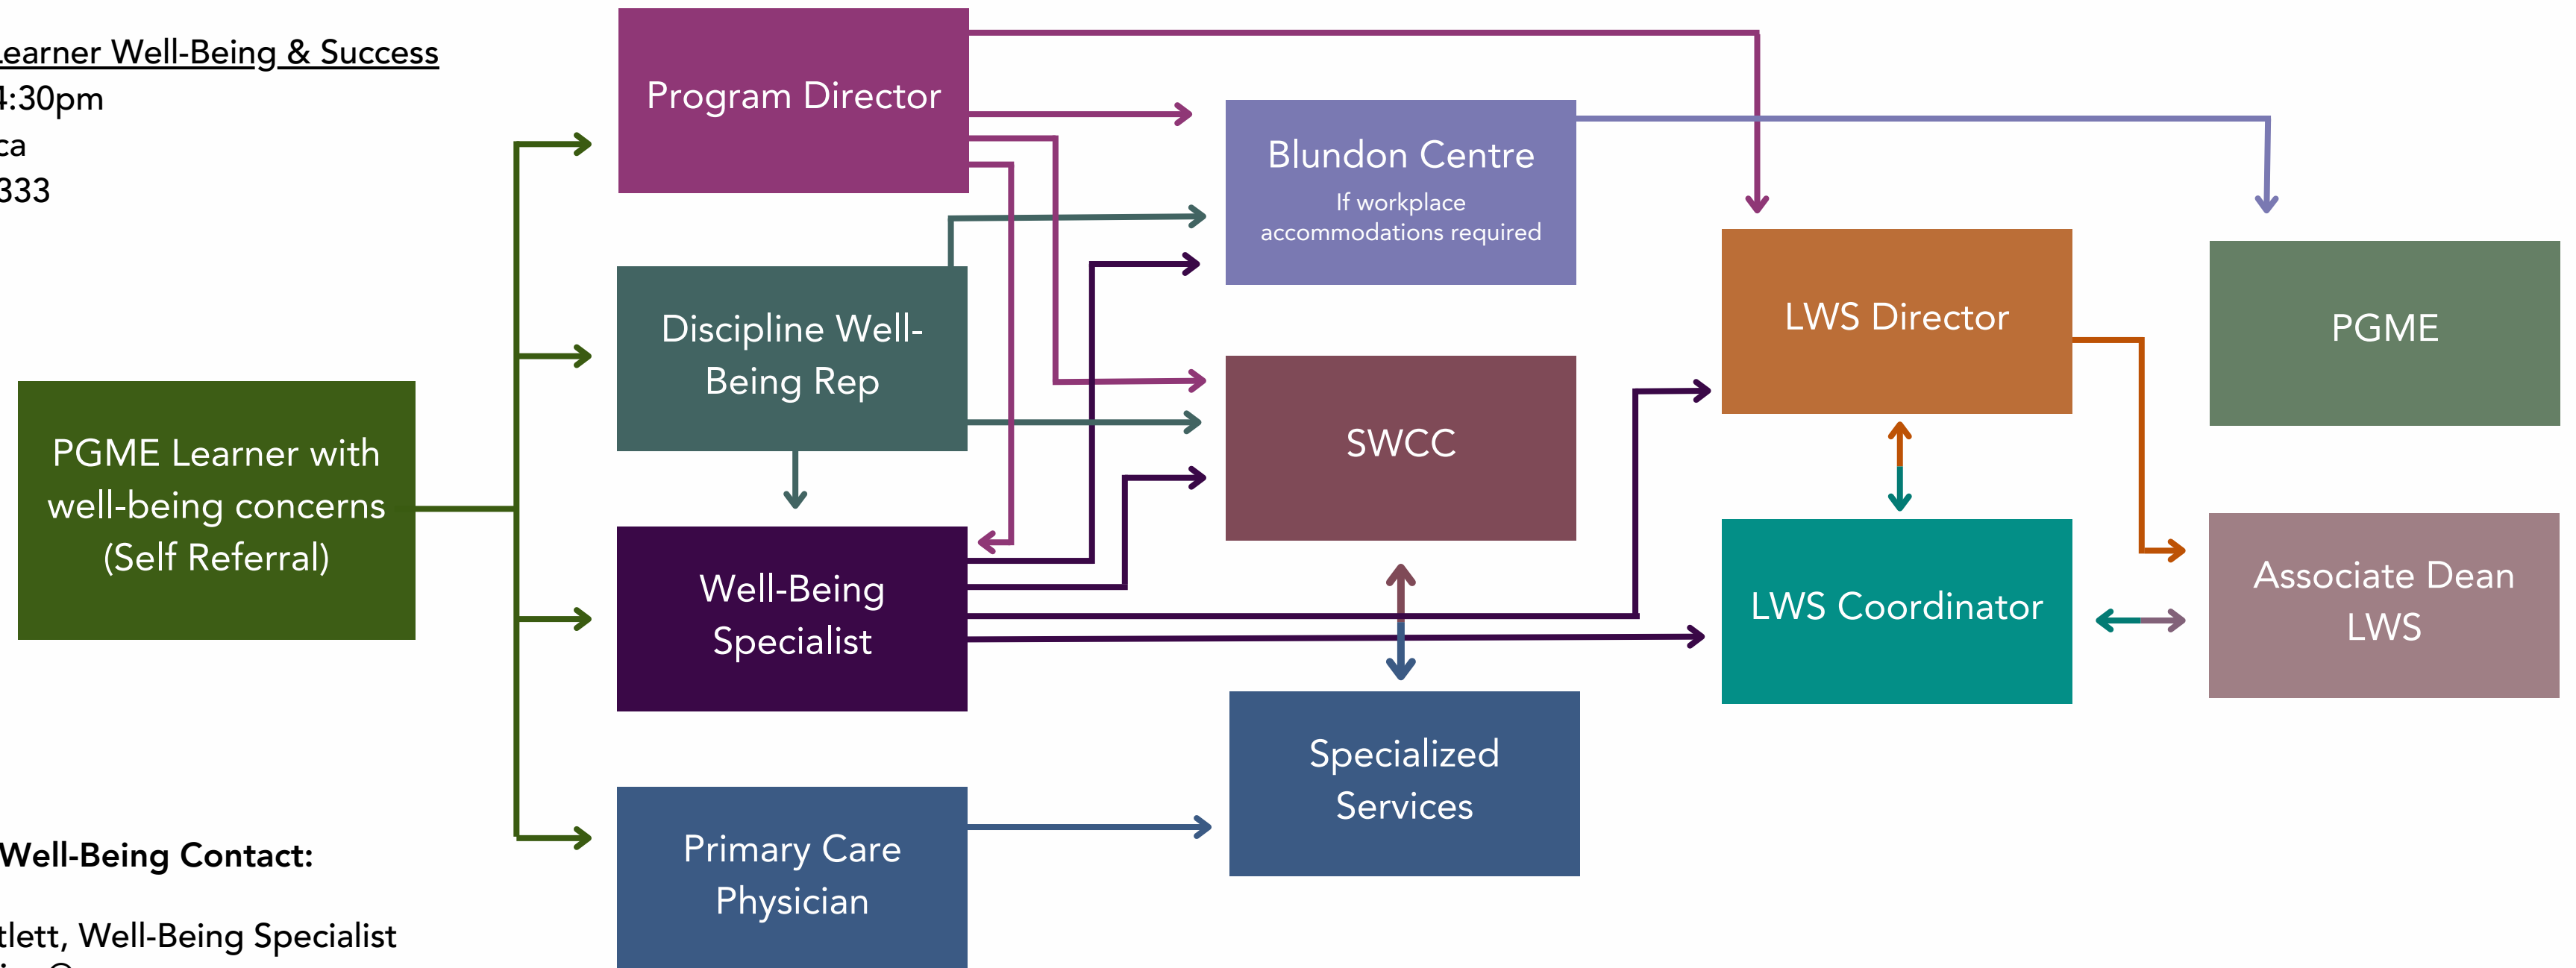 Learner Well-Being & Success
4:30pm
ca
333
PGME Learner with
well-being concerns
(Self Referral)
Well-Being Contact:
tlett, Well-Being Specialist
Program Director
Discipline Well-
Being Rep
Well-Being
Specialist
Primary Care
Physician
Blundon Centre
If workplace
accommodations required
SWCC
Specialized
Services
LWS Director
LWS Coordinator
PGME
Associate Dean
LWS